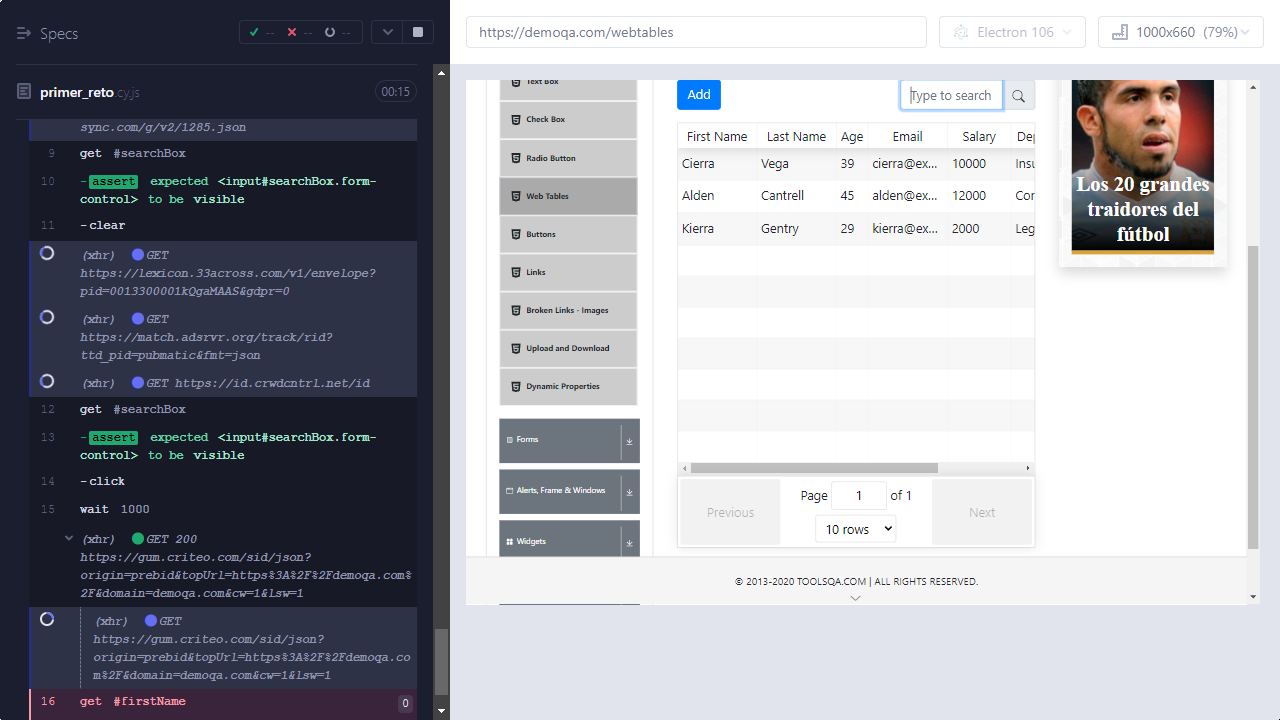 Specs
--
--
--
https://demoqa.com/webtables
Electron 106
1000x660 (79%)
primer_reto.cy.js
00:15
sync.com/g/v2/1285.json
9 get #searchBox
10 -assert expected <input#searchBox.form-
control> to be visible
11 -clear
(xhr) GET
https://lexicon.33across.com/v1/envelope?
pid=0013300001kQgaMAAS&gdpr=0
(xhr) GET
https://match.adsrvr.org/track/rid?
ttd_pid=pubmatic&fmt=json
(xhr) GET https://id.crwdcntrl.net/id
12 get #searchBox
13 -assert expected <input#searchBox.form-
control> to be visible
14 -click
15 wait 1000
(xhr) GET 200
https://gum.criteo.com/sid/json?
origin=prebid&topUrl=https%3A%2F%2Fdemoqa.com%
2F&domain=demoqa.com&cw=1&lsw=1
(xhr) GET
https://gum.criteo.com/sid/json?
origin=prebid&topUrl=https%3A%2F%2Fdemoqa.co
m%2F&domain=demoqa.com&cw=1&lsw=1
16 get #firstName 0
Text Box
Check Box
Radio Button
Web Tables
Buttons
Links
Broken Links - Images
Upload and Download
Dynamic Properties
Forms
Alerts, Frame & Windows
Widgets
Add
Type to search
First Name Last Name Age Email Salary Dep
Cierra Vega 39 cierra@ex... 10000 Insu
Alden Cantrell 45 alden@ex... 12000 Con
Kierra Gentry 29 kierra@ex... 2000 Leg
Previous
Page 1 of 1
10 rows
Next
Los 20 grandes
traidores del
fútbol
© 2013-2020 TOOLSQA.COM | ALL RIGHTS RESERVED.